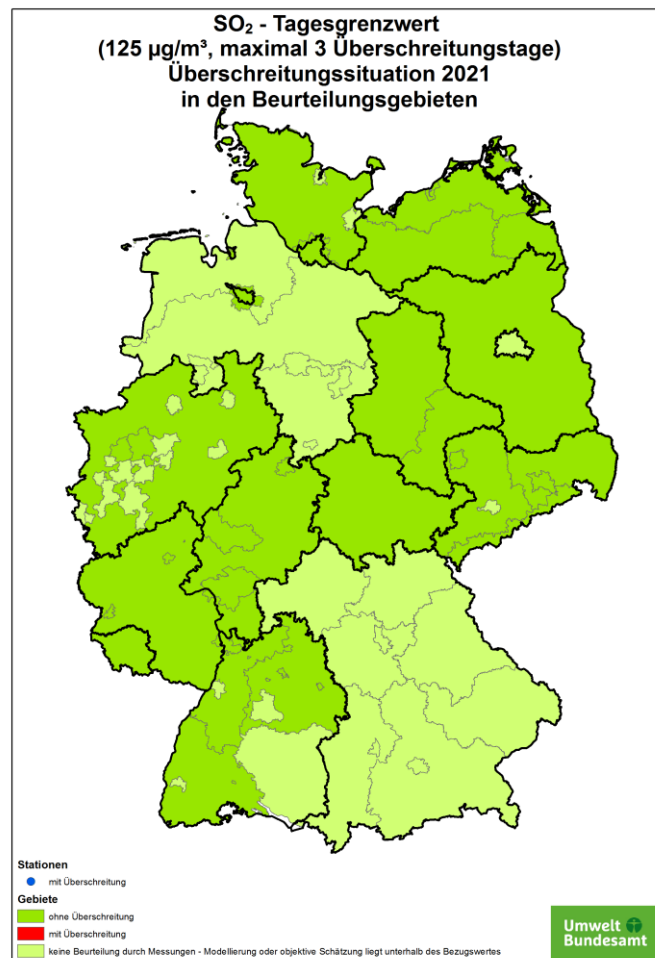 SO₂ - Tagesgrenzwert
(125 µg/m³, maximal 3 Überschreitungstage)
Überschreitungssituation 2021
in den Beurteilungsgebieten
Stationen
mit Überschreitung
Gebiete
ohne Überschreitung
mit Überschreitung
keine Beurteilung durch Messungen - Modellierung oder objektive Schätzung liegt unterhalb des Bezugswertes
Umwelt
Bundesamt